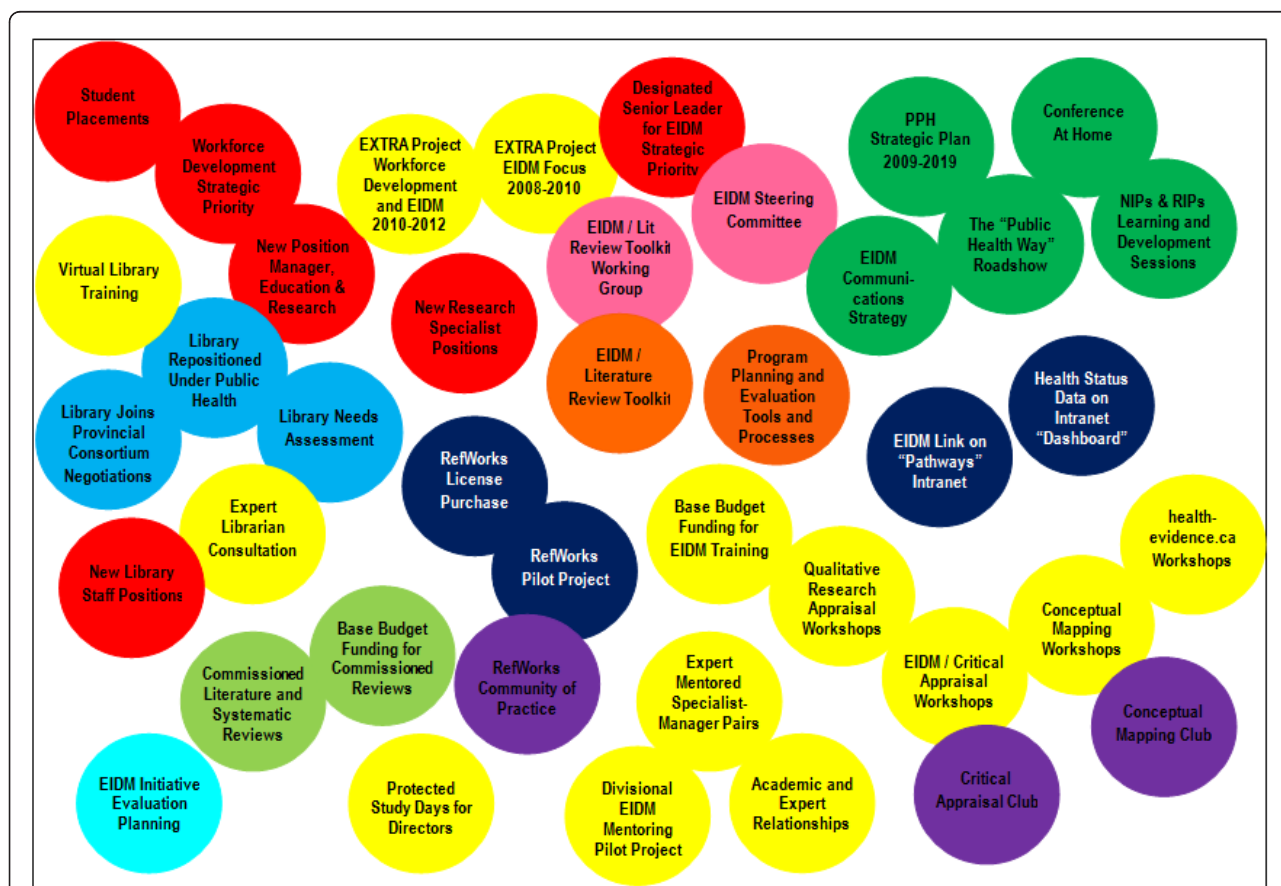 Student
Placements
Workforce
Development
Strategic
Priority
EXTRA Project
Workforce
Development
and EIDM
2010-2012
EXTRA Project
EIDM Focus
2008-2010
Designated
Senior Leader
for EIDM
Strategic
Priority
EIDM Steering
Committee
PPH
Strategic Plan
2009-2019
Conference
At Home
NIPs & RIPs
Learning and
Development
Sessions
The “Public
Health Way”
Roadshow
EIDM
Communi-
cations
Strategy
Virtual Library
Training
New Position
Manager,
Education &
Research
New Research
Specialist
Positions
EIDM / Lit
Review Toolkit
Working
Group
EIDM /
Literature
Review Toolkit
Program
Planning and
Evaluation
Tools and
Processes
Health Status
Data on
Intranet
“Dashboard”
EIDM Link on
“Pathways”
Intranet
Library
Repositioned
Under Public
Health
Library Joins
Provincial
Consortium
Negotiations
Library Needs
Assessment
RefWorks
License
Purchase
RefWorks
Pilot Project
Expert
Librarian
Consultation
New Library
Staff Positions
Base Budget
Funding for
EIDM Training
Qualitative
Research
Appraisal
Workshops
health-
evidence.ca
Workshops
Conceptual
Mapping
Workshops
EIDM / Critical
Appraisal
Workshops
Commissioned
Literature and
Systematic
Reviews
Base Budget
Funding for
Commissioned
Reviews
RefWorks
Community of
Practice
Expert
Mentored
Specialist-
Manager Pairs
Conceptual
Mapping Club
Critical
Appraisal Club
EIDM Initiative
Evaluation
Planning
Protected
Study Days for
Directors
Divisional
EIDM
Mentoring
Pilot Project
Academic and
Expert
Relationships